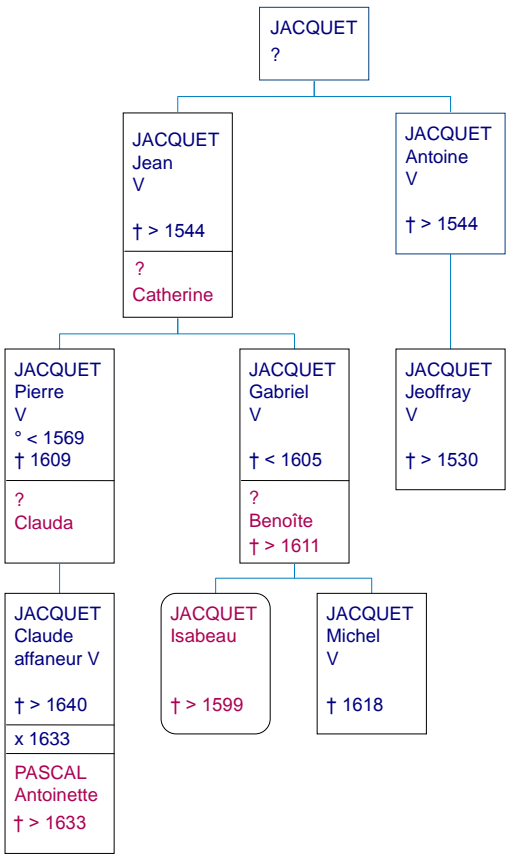 JACQUET
?
JACQUET
Jean
V
† > 1544
?
Catherine
JACQUET
Antoine
V
† > 1544
JACQUET
Pierre
V
° < 1569
† 1609
?
Clauda
JACQUET
Gabriel
V
† < 1605
?
Benoîte
† > 1611
JACQUET
Jeoffray
V
† > 1530
JACQUET
Claude
affaneur V
† > 1640
x 1633
PASCAL
Antoinette
† > 1633
JACQUET
Isabeau
† > 1599
JACQUET
Michel
V
† 1618